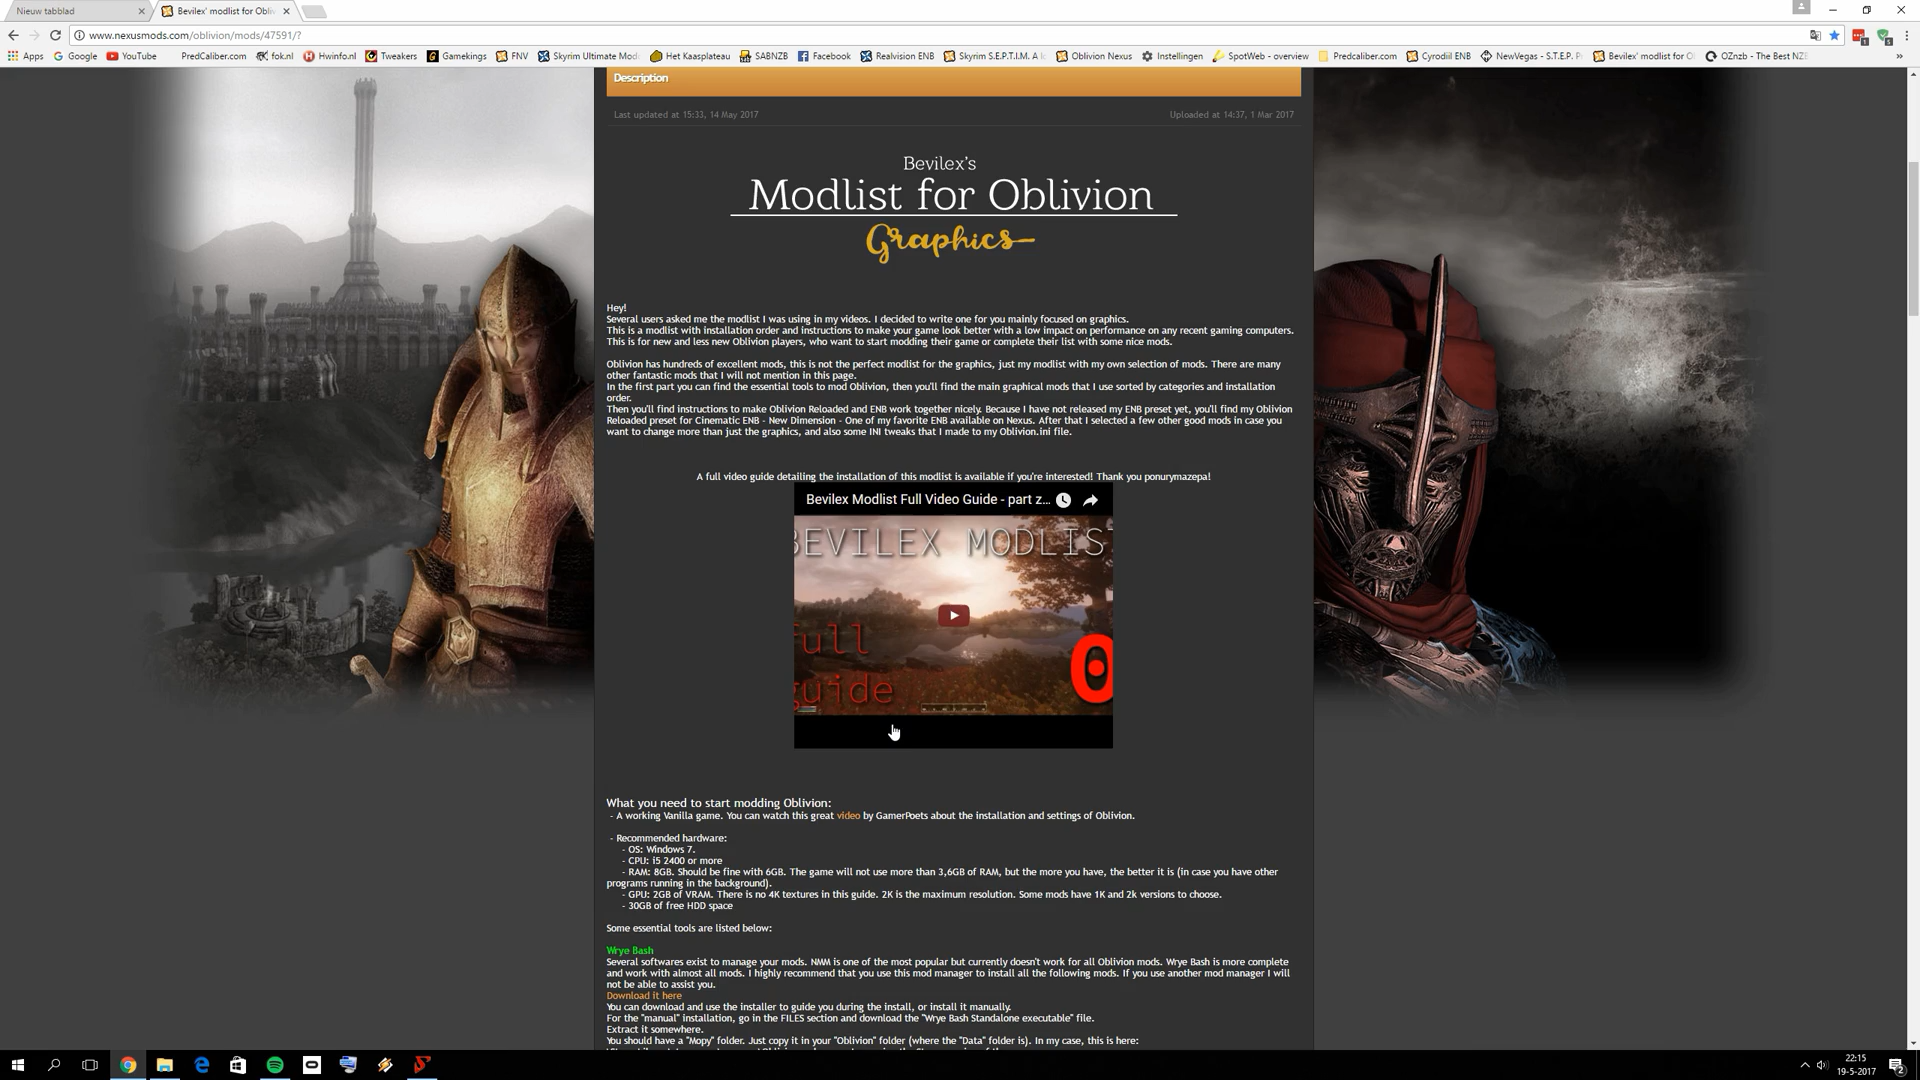 Nieuw tabblad
Bevilex' modlist for Obliv
www.nexusmods.com/oblivion/mods/47591/?
Apps Google YouTube PredCaliber.com fok.nl Hwinfo.nl Tweakers Gamekings FNV Skyrim Ultimate Mod Het Kaasplateau SABNZB Facebook Realvision ENB Skyrim S.E.P.T.I.M. A Oblivion Nexus Instellingen SpotWeb - overview Predcaliber.com Cyrodiil ENB NewVegas - S.T.E.P. Bevilex' modlist for O OZnzb - The Best NZB
Description
Last updated at 15:33, 14 May 2017 Uploaded at 14:37, 1 Mar 2017
Bevilex's
Modlist for Oblivion
Graphics
Hey!
Several users asked me the modlist I was using in my videos. I decided to write one for you mainly focused on graphics.
This is a modlist with installation order and instructions to make your game look better with a low impact on performance on any recent gaming computers.
This is for new and less new Oblivion players, who want to start modding their game or complete their list with some nice mods.
Oblivion has hundreds of excellent mods, this is not the perfect modlist for the graphics, just my modlist with my own selection of mods. There are many
other fantastic mods that I will not mention in this page.
In the first part you can find the essential tools to mod Oblivion, then you'll find the main graphical mods that I use sorted by categories and installation
order.
Then you'll find instructions to make Oblivion Reloaded and ENB work together nicely. Because I have not released my ENB preset yet, you'll find my Oblivion
Reloaded preset for Cinematic ENB - New Dimension - One of my favorite ENB available on Nexus. After that I selected a few other good mods in case you
want to change more than just the graphics, and also some INI tweaks that I made to my Oblivion.ini file.
A full video guide detailing the installation of this modlist is available if you're interested! Thank you ponurymazepa!
Bevilex Modlist Full Video Guide - part z...
BEVILEX MODLIST
full
guide
0
What you need to start modding Oblivion:
- A working Vanilla game. You can watch this great video by GamerPoets about the installation and settings of Oblivion.
- Recommended hardware:
- OS: Windows 7.
- CPU: i5 2400 or more
- RAM: 8GB. Should be fine with 6GB. The game will not use more than 3,6GB of RAM, but the more you have, the better it is (in case you have other
programs running in the background).
- GPU: 2GB of VRAM. There is no 4K textures in this guide. 2K is the maximum resolution. Some mods have 1K and 2k versions to choose.
- 30GB of free HDD space
Some essential tools are listed below:
Wrye Bash
Several softwares exist to manage your mods. NMM is one of the most popular but currently doesn't work for all Oblivion mods. Wrye Bash is more complete
and work with almost all mods. I highly recommend that you use this mod manager to install all the following mods. If you use another mod manager I will
not be able to assist you.
Download it here
You can download and use the installer to guide you during the install, or install it manually.
For the "manual" installation, go in the FILES section and download the "Wrye Bash Standalone executable" file.
Extract it somewhere.
You should have a "Mopy" folder. Just copy it in your "Oblivion" folder (where the "Data" folder is). In my case, this is here:
22:15
19-5-2017